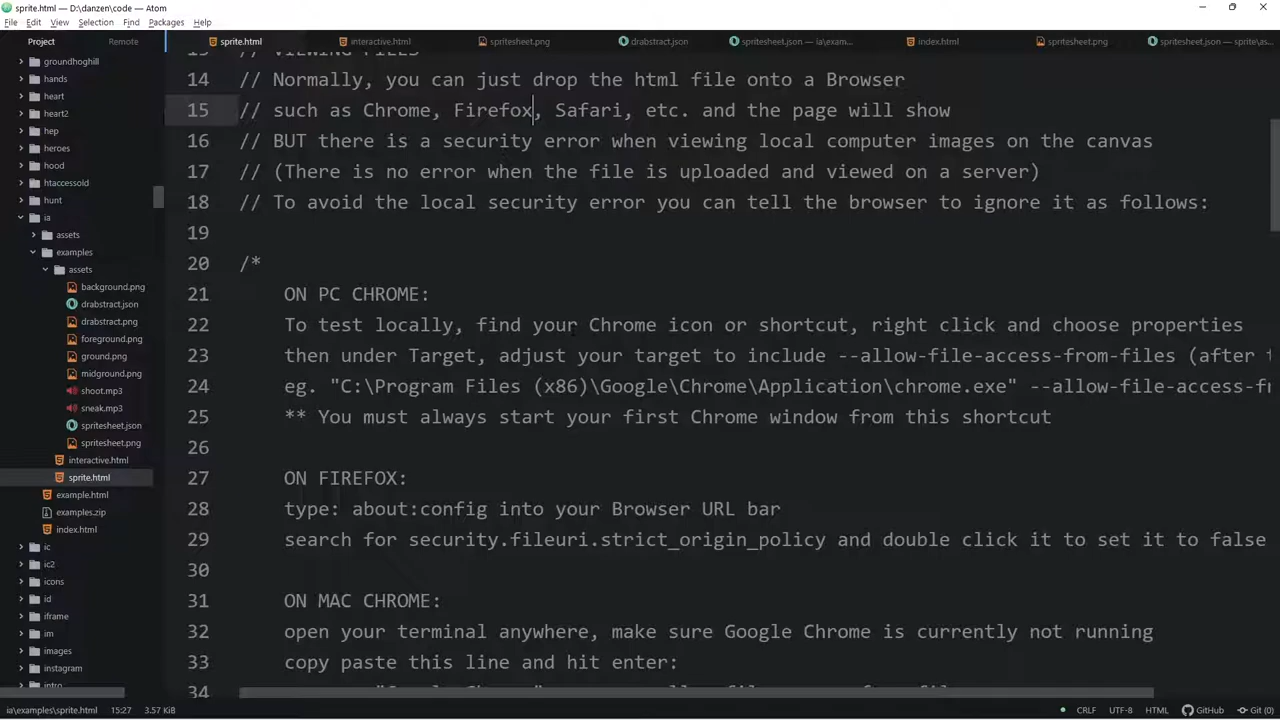 sprite.html — D:\danzen\code — Atom
File Edit View Selection Find Packages Help
Project Remote
sprite.html interactive.html spritesheet.png drabstract.json spritesheet.json — ia\exam... index.html spritesheet.png spritesheet.json — sprite\as...
groundhoghill
hands
heart
heart2
hep
heroes
hood
htaccessold
hunt
ia
assets
examples
assets
background.png
drabstract.json
drabstract.png
foreground.png
ground.png
midground.png
shoot.mp3
sneak.mp3
spritesheet.json
spritesheet.png
interactive.html
sprite.html
example.html
examples.zip
index.html
ic
ic2
icons
id
iframe
im
images
instagram
intro
13 // VIEWING FILES
14 // Normally, you can just drop the html file onto a Browser
15 // such as Chrome, Firefox, Safari, etc. and the page will show
16 // BUT there is a security error when viewing local computer images on the canvas
17 // (There is no error when the file is uploaded and viewed on a server)
18 // To avoid the local security error you can tell the browser to ignore it as follows:
19
20 /*
21 ON PC CHROME:
22 To test locally, find your Chrome icon or shortcut, right click and choose properties
23 then under Target, adjust your target to include --allow-file-access-from-files (after t
24 eg. "C:\Program Files (x86)\Google\Chrome\Application\chrome.exe" --allow-file-access-fr
25 ** You must always start your first Chrome window from this shortcut
26
27 ON FIREFOX:
28 type: about:config into your Browser URL bar
29 search for security.fileuri.strict_origin_policy and double click it to set it to false
30
31 ON MAC CHROME:
32 open your terminal anywhere, make sure Google Chrome is currently not running
33 copy paste this line and hit enter:
34
ia\examples\sprite.html 15:27 3.57 KiB CRLF UTF-8 HTML GitHub Git (0)